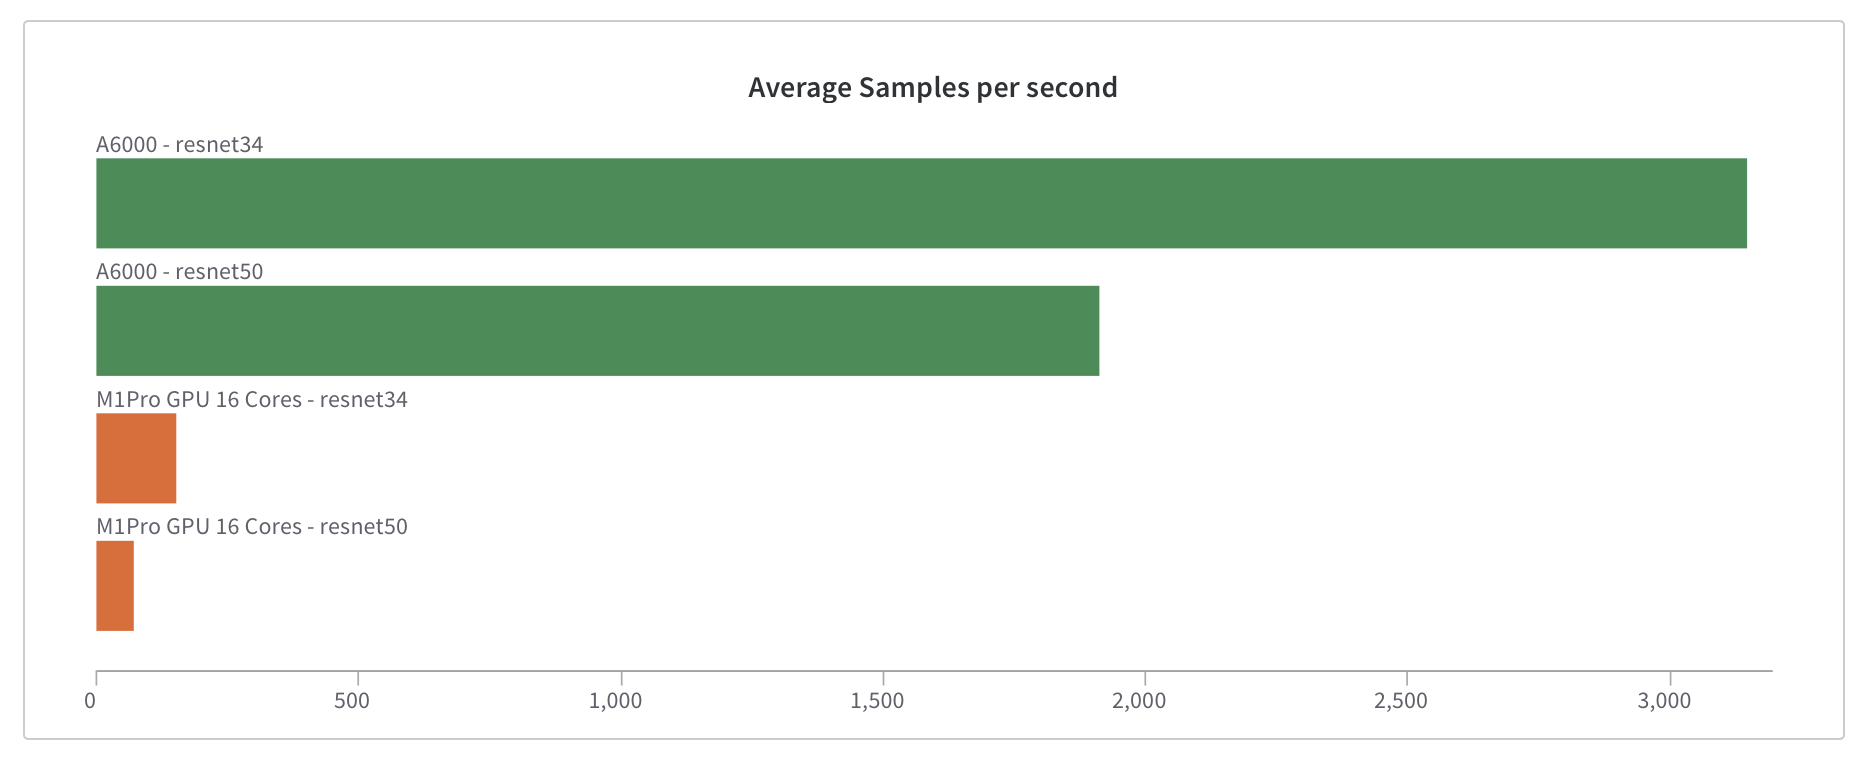 Average Samples per second
A6000 - resnet34
A6000 - resnet50
M1Pro GPU 16 Cores - resnet34
M1Pro GPU 16 Cores - resnet50
0 500 1,000 1,500 2,000 2,500 3,000